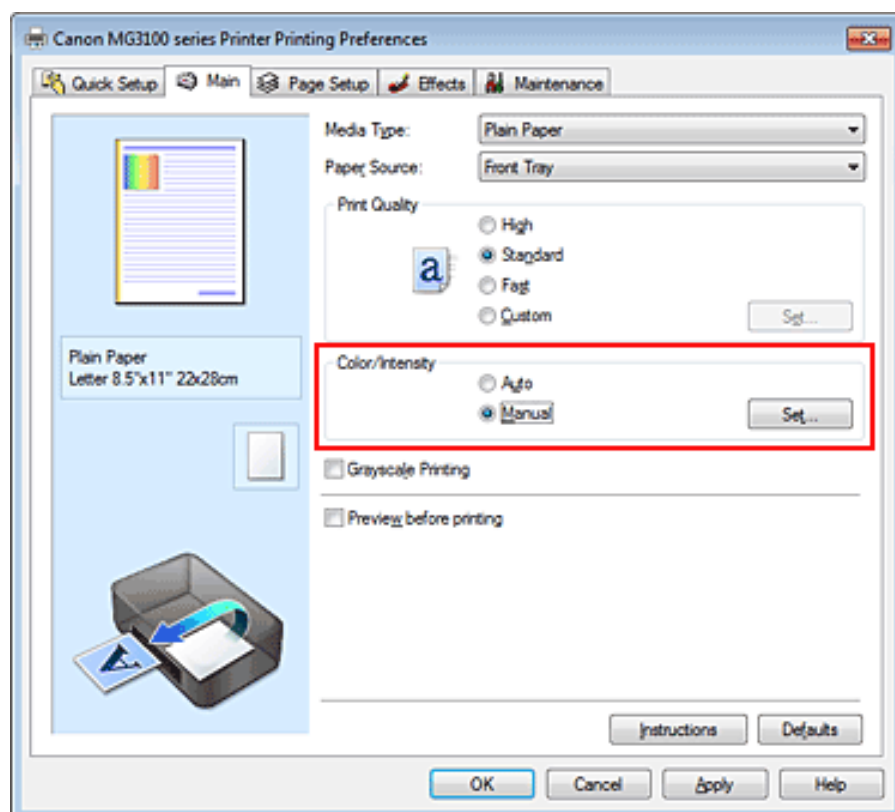 Canon MG3100 series Printer Printing Preferences
Quick Setup Main Page Setup Effects Maintenance
Media Type: Plain Paper
Paper Source: Front Tray
Print Quality
High
a
Standard
Fast
Custom Set...
Plain Paper
Letter 8.5"x11" 22x28cm
Color/Intensity
Auto
Manual Set...
Grayscale Printing
Preview before printing
A
Instructions Defaults
OK Cancel Apply Help